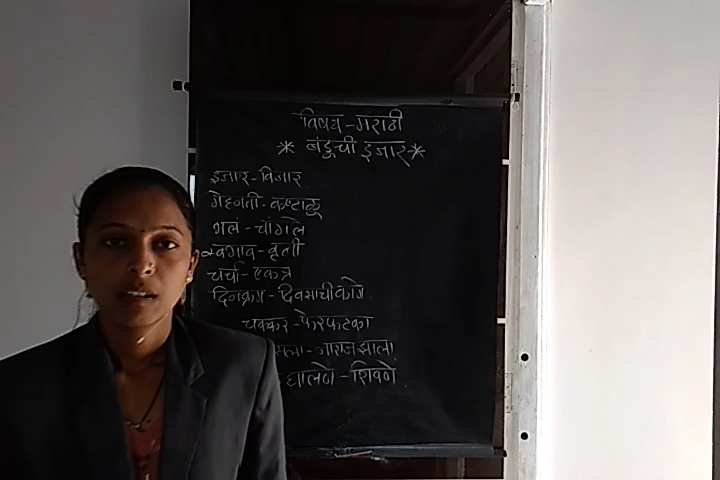 विषय - मराठी
* बंडूची इजार *
इजार - विजार
मेहनती - कष्टाळू
भलं - चांगले
स्वभाव - वृत्ती
चर्चा - एकत्र
दिनक्रम - दिवसाची कामे
चक्कर - फेरफटका
सला - नाराज झाला
घालणे - शिवणे